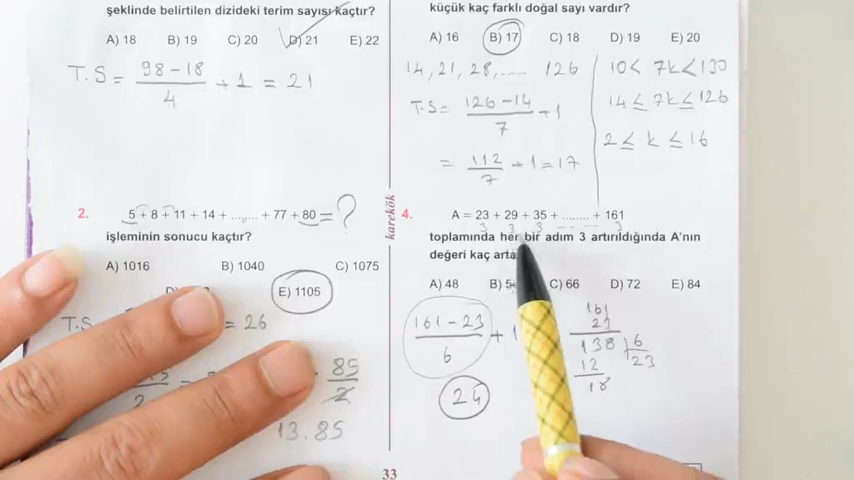 şeklinde belirtilen dizideki terim sayısı kaçtır?
A) 18 B) 19 C) 20 D) 21 E) 22
T.S = 98 - 18 / 4 + 1 = 21
2. 5 + 8 + 11 + 14 + ........ + 77 + 80 = ?
işleminin sonucu kaçtır?
A) 1016 B) 1040 C) 1075
E) 1105
T.S
= 26
85
2
13.85
karekök
küçük kaç farklı doğal sayı vardır?
A) 16 B) 17 C) 18 D) 19 E) 20
14, 21, 28, .... 126
T.S = 126 - 14 / 7 + 1
= 112 / 7 + 1 = 17
10 < 7k < 130
14 ≤ 7k ≤ 126
2 ≤ k ≤ 16
4. A = 23 + 29 + 35 + ........ + 161
3 3 3 3
toplamında her bir adım 3 artırıldığında A'nın
değeri kaç
A) 48 C) 66 D) 72 E) 84
161 - 23 / 6 +
24
161
23
138 6
12 23
18
33